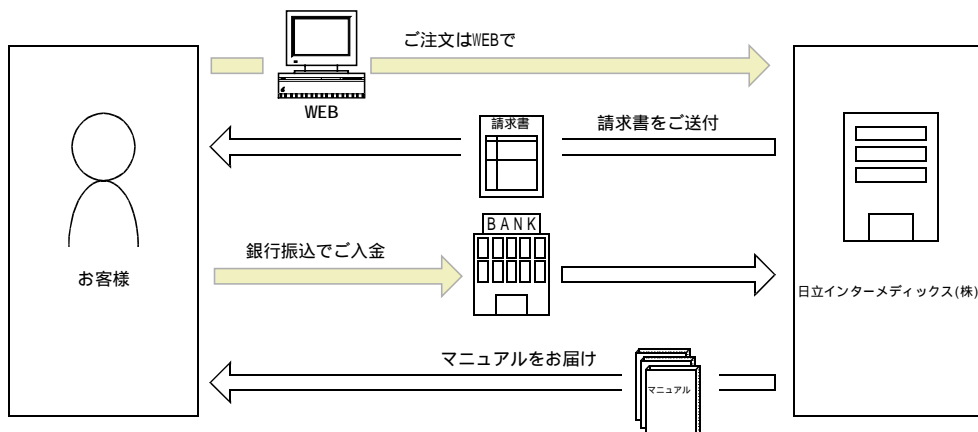 ご注文はWEBで
WEB
請求書
請求書をご送付
BANK
銀行振込でご入金
お客様
日立インターメディックス(株)
マニュアルをお届け
マニュアル